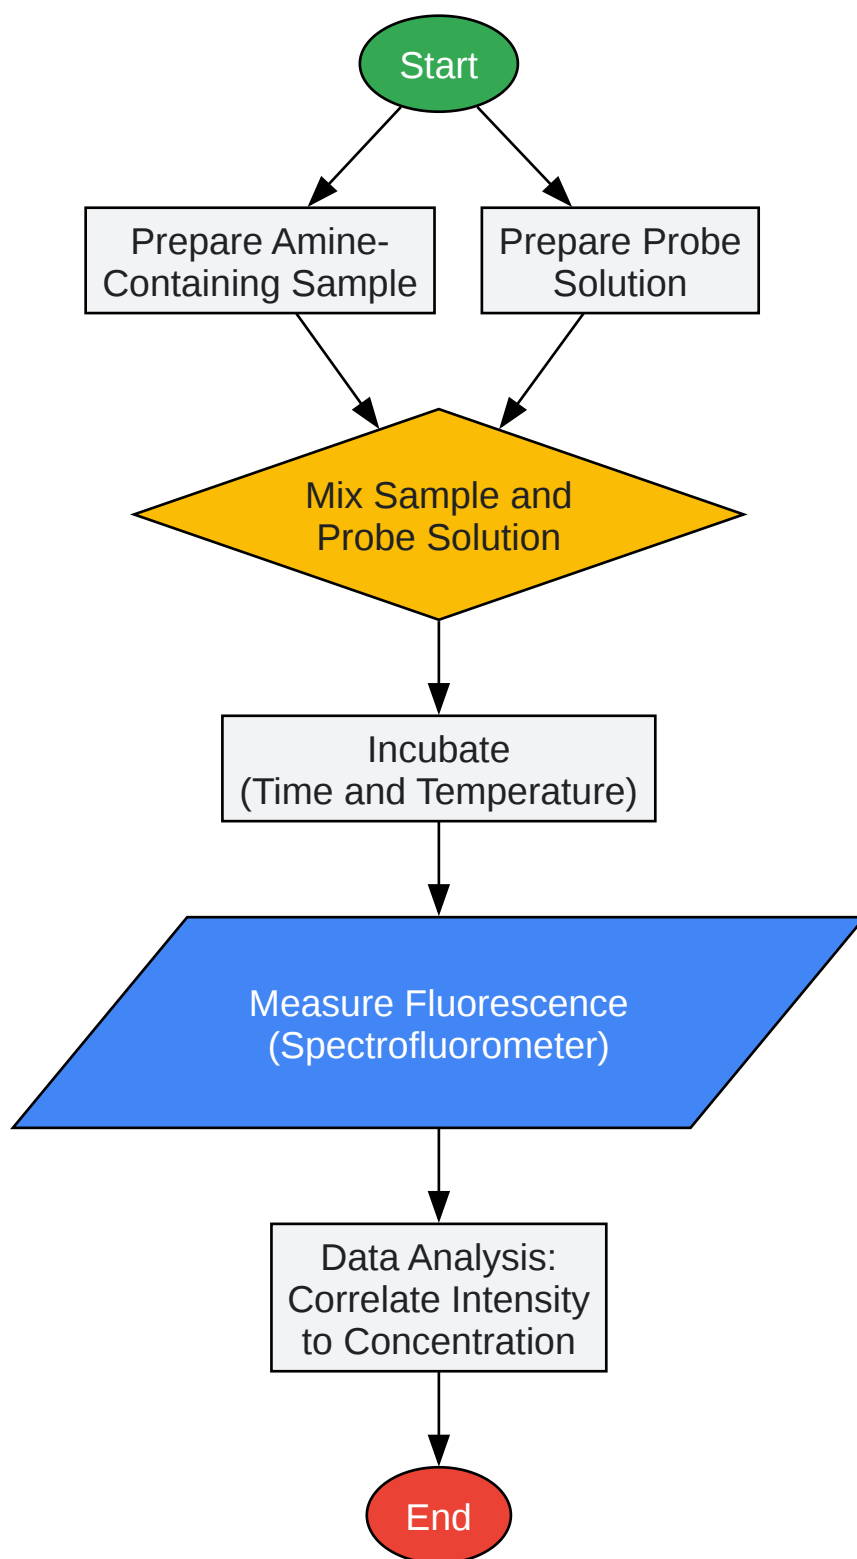 Start
Prepare Amine-
Containing Sample
Prepare Probe
Solution
Mix Sample and
Probe Solution
Incubate
(Time and Temperature)
Measure Fluorescence
(Spectrofluorometer)
Data Analysis:
Correlate Intensity
to Concentration
End